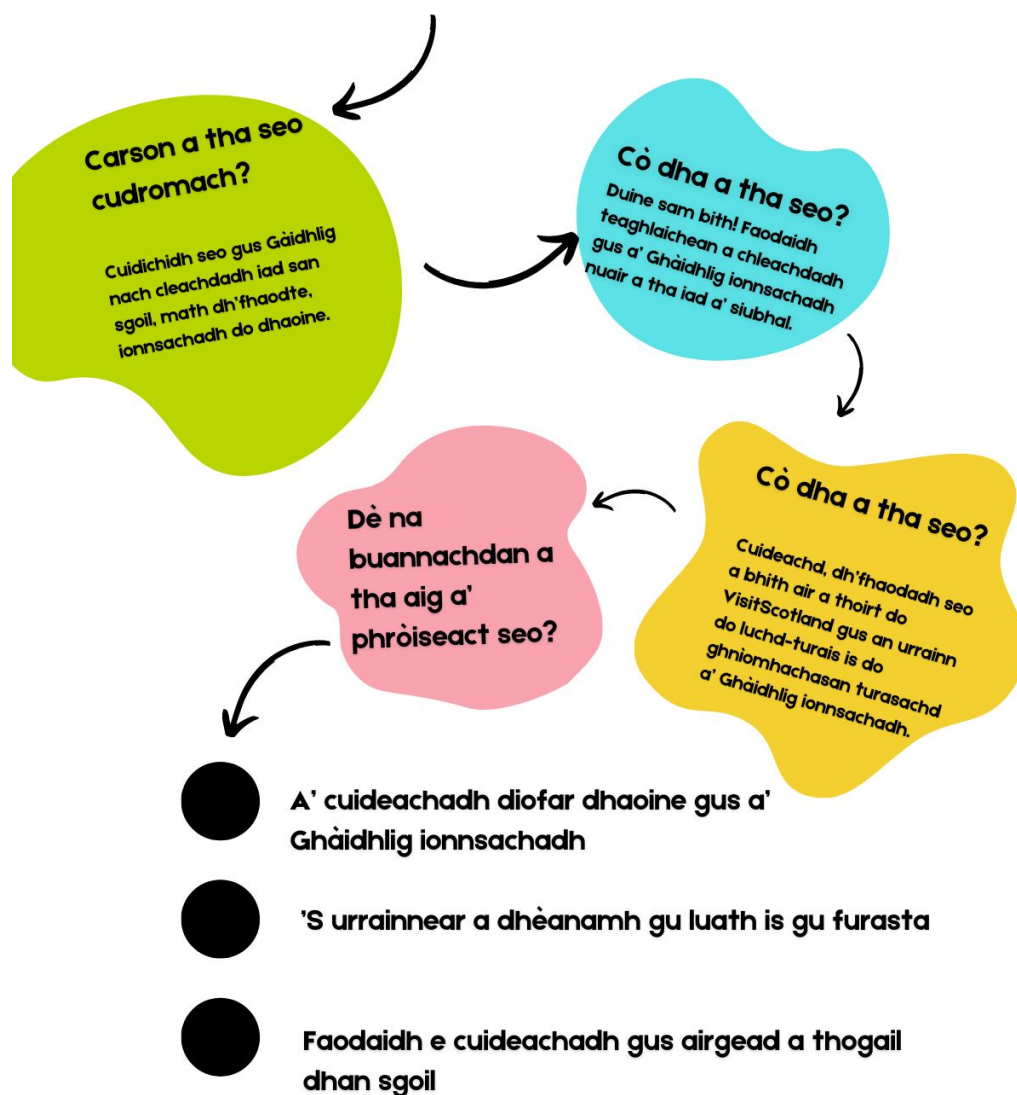 Carson a tha seo
cudromach?
Cuidichidh seo gus Gàidhlig
nach cleachdadh iad san
sgoil, math dh'fhaodte,
ionnsachadh do dhaoine.
Cò dha a tha seo?
Duine sam bith! Faodaidh
teaghlaichean a chleachdadh
gus a' Ghàidhlig ionnsachadh
nuair a tha iad a' siubhal.
Cò dha a tha seo?
Cuideachd, dh'fhaodadh seo
a bhith air a thoirt do
VisitScotland gus an urrainn
do luchd-turais is do
ghnìomhachasan turasachd
a' Ghàidhlig ionnsachadh.
Dè na
buannachdan a
tha aig a'
phròiseact seo?
A' cuideachadh diofar dhaoine gus a'
Ghàidhlig ionnsachadh
'S urrainnear a dhèanamh gu luath is gu furasta
Faodaidh e cuideachadh gus airgead a thogail
dhan sgoil